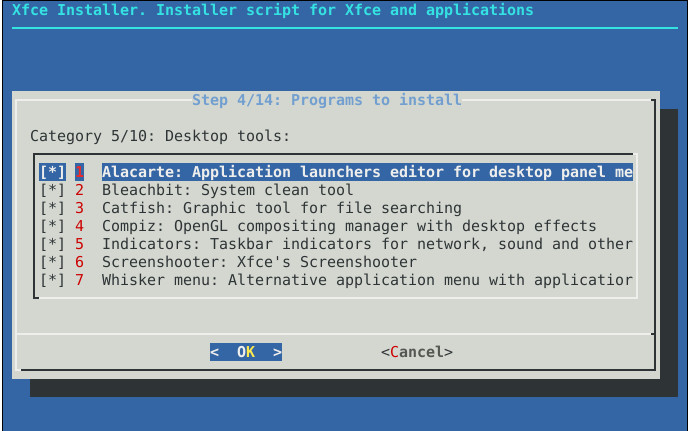 Xfce Installer. Installer script for Xfce and applications
Step 4/14: Programs to install
Category 5/10: Desktop tools:
[*] 1 Alacarte: Application launchers editor for desktop panel me
[*] 2 Bleachbit: System clean tool
[*] 3 Catfish: Graphic tool for file searching
[*] 4 Compiz: OpenGL compositing manager with desktop effects
[*] 5 Indicators: Taskbar indicators for network, sound and other
[*] 6 Screenshooter: Xfce's Screenshooter
[*] 7 Whisker menu: Alternative application menu with application
< OK > <Cancel>